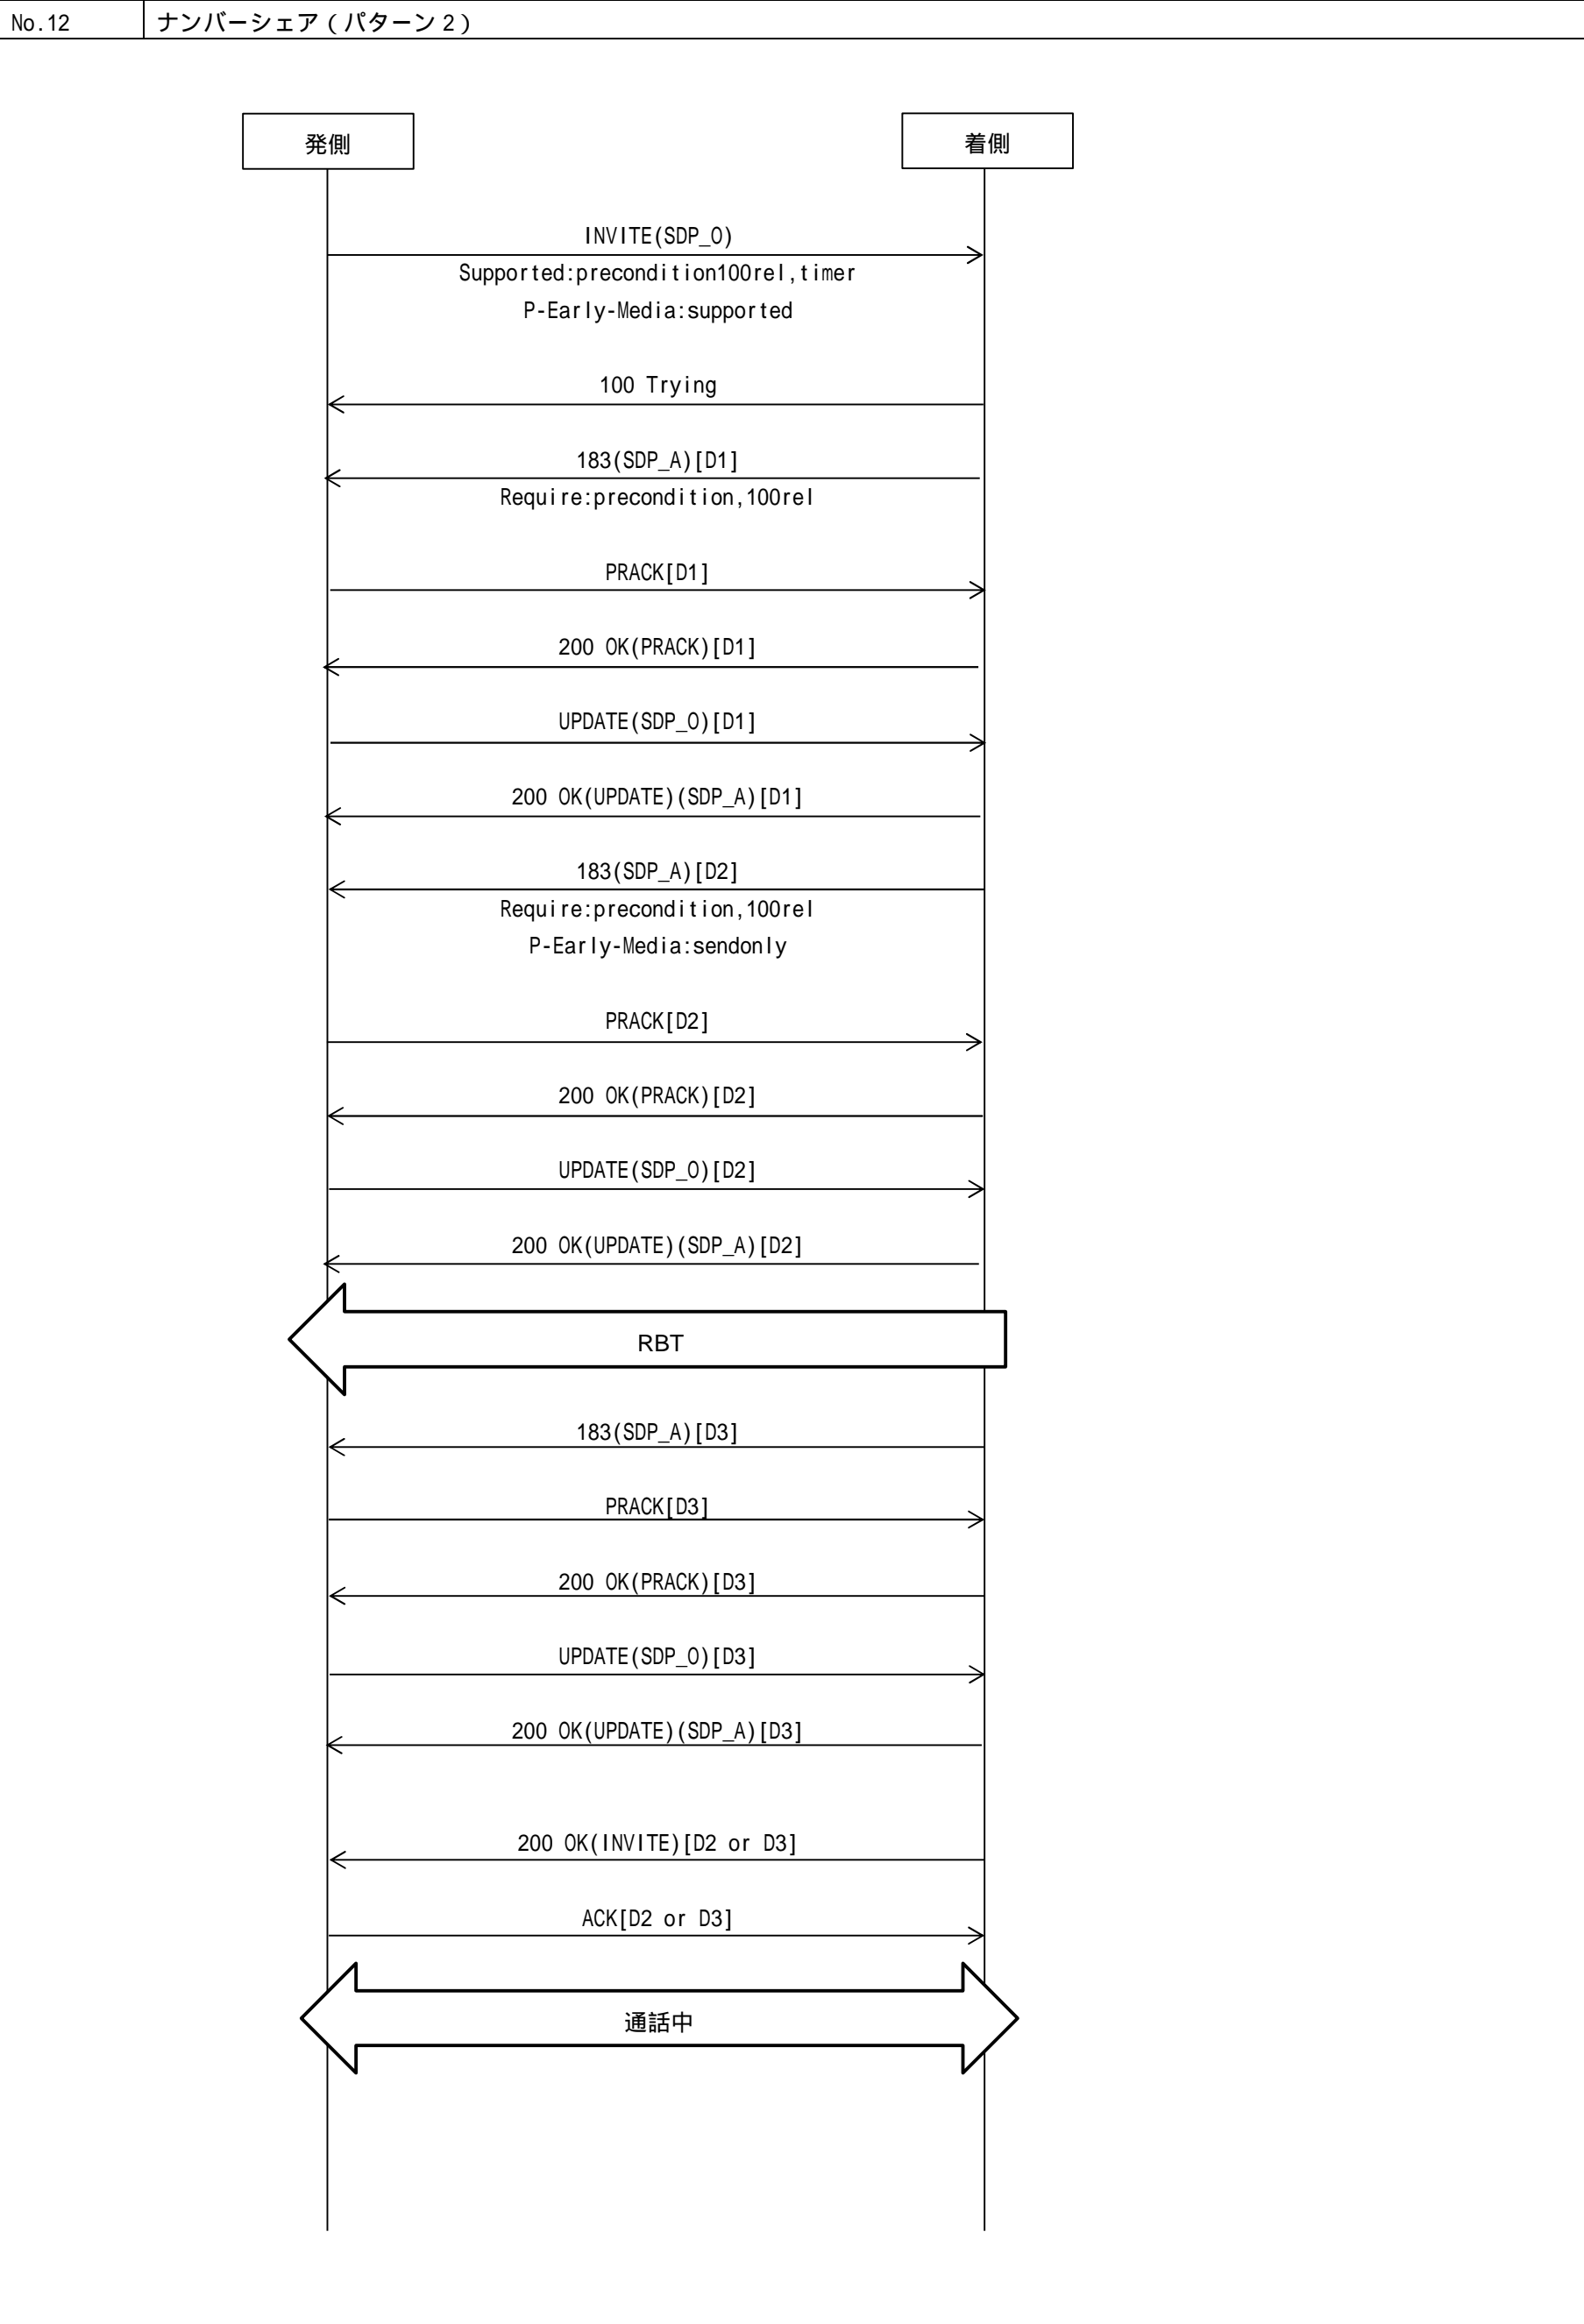 No.12 ナンバーシェア(パターン2)
発側 着側
INVITE(SDP_O)
Supported:precondition100rel,timer
P-Early-Media:supported
100 Trying
183(SDP_A)[D1]
Require:precondition,100rel
PRACK[D1]
200 OK(PRACK)[D1]
UPDATE(SDP_O)[D1]
200 OK(UPDATE)(SDP_A)[D1]
183(SDP_A)[D2]
Require:precondition,100rel
P-Early-Media:sendonly
PRACK[D2]
200 OK(PRACK)[D2]
UPDATE(SDP_O)[D2]
200 OK(UPDATE)(SDP_A)[D2]
RBT
183(SDP_A)[D3]
PRACK[D3]
200 OK(PRACK)[D3]
UPDATE(SDP_O)[D3]
200 OK(UPDATE)(SDP_A)[D3]
200 OK(INVITE)[D2 or D3]
ACK[D2 or D3]
通話中